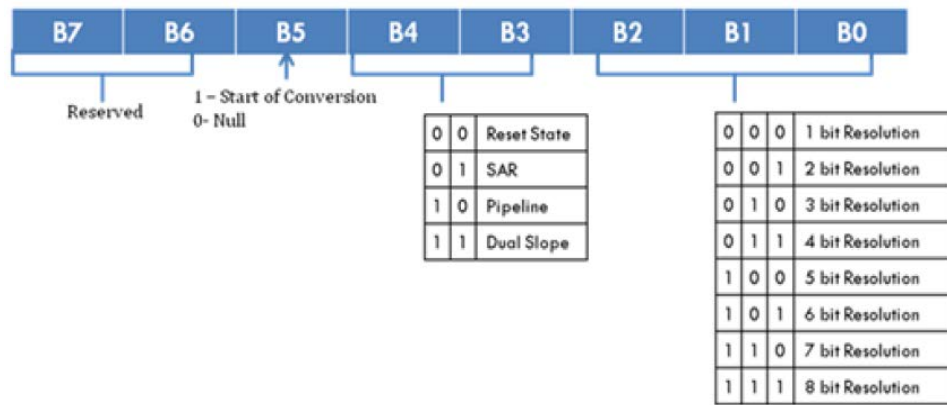 B7 B6 B5 B4 B3 B2 B1 B0
Reserved
1 – Start of Conversion
0- Null
0 0 Reset State
0 1 SAR
1 0 Pipeline
1 1 Dual Slope
0 0 0 1 bit Resolution
0 0 1 2 bit Resolution
0 1 0 3 bit Resolution
0 1 1 4 bit Resolution
1 0 0 5 bit Resolution
1 0 1 6 bit Resolution
1 1 0 7 bit Resolution
1 1 1 8 bit Resolution